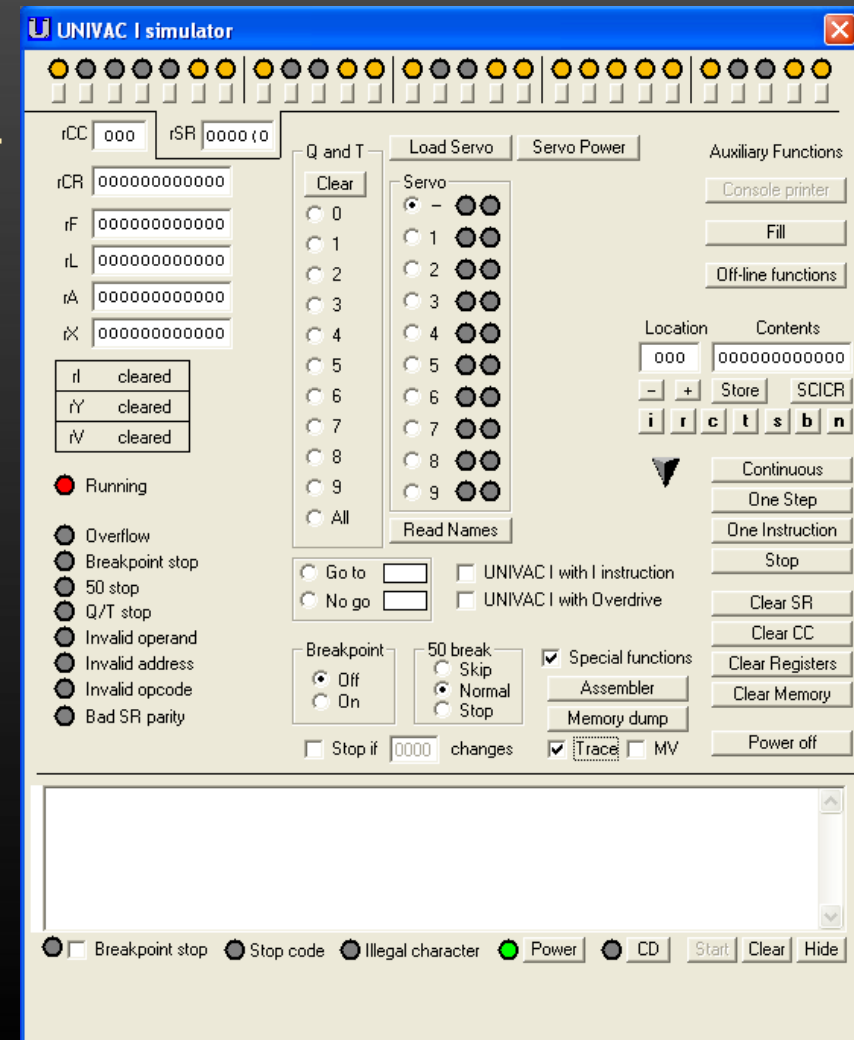 U UNIVAC I simulator
rCC 000 rSR 0000(0
rCR 000000000000
rF 000000000000
rL 000000000000
rA 000000000000
rX 000000000000
rI cleared
rY cleared
rV cleared
Running
Overflow
Breakpoint stop
50 stop
Q/T stop
Invalid operand
Invalid address
Invalid opcode
Bad SR parity
Q and T
Clear
0
1
2
3
4
5
6
7
8
9
All
Load Servo Servo Power
Servo
-
1
2
3
4
5
6
7
8
9
Read Names
Go to
No go
UNIVAC I with I instruction
UNIVAC I with Overdrive
Breakpoint
Off
On
50 break
Skip
Normal
Stop
Special functions
Assembler
Memory dump
Stop if 0000 changes
Trace MV
Auxiliary Functions
Console printer
Fill
Off-line functions
Location Contents
000 000000000000
- + Store SCICR
i r c t s b n
Continuous
One Step
One Instruction
Stop
Clear SR
Clear CC
Clear Registers
Clear Memory
Power off
Breakpoint stop Stop code Illegal character Power CD Start Clear Hide